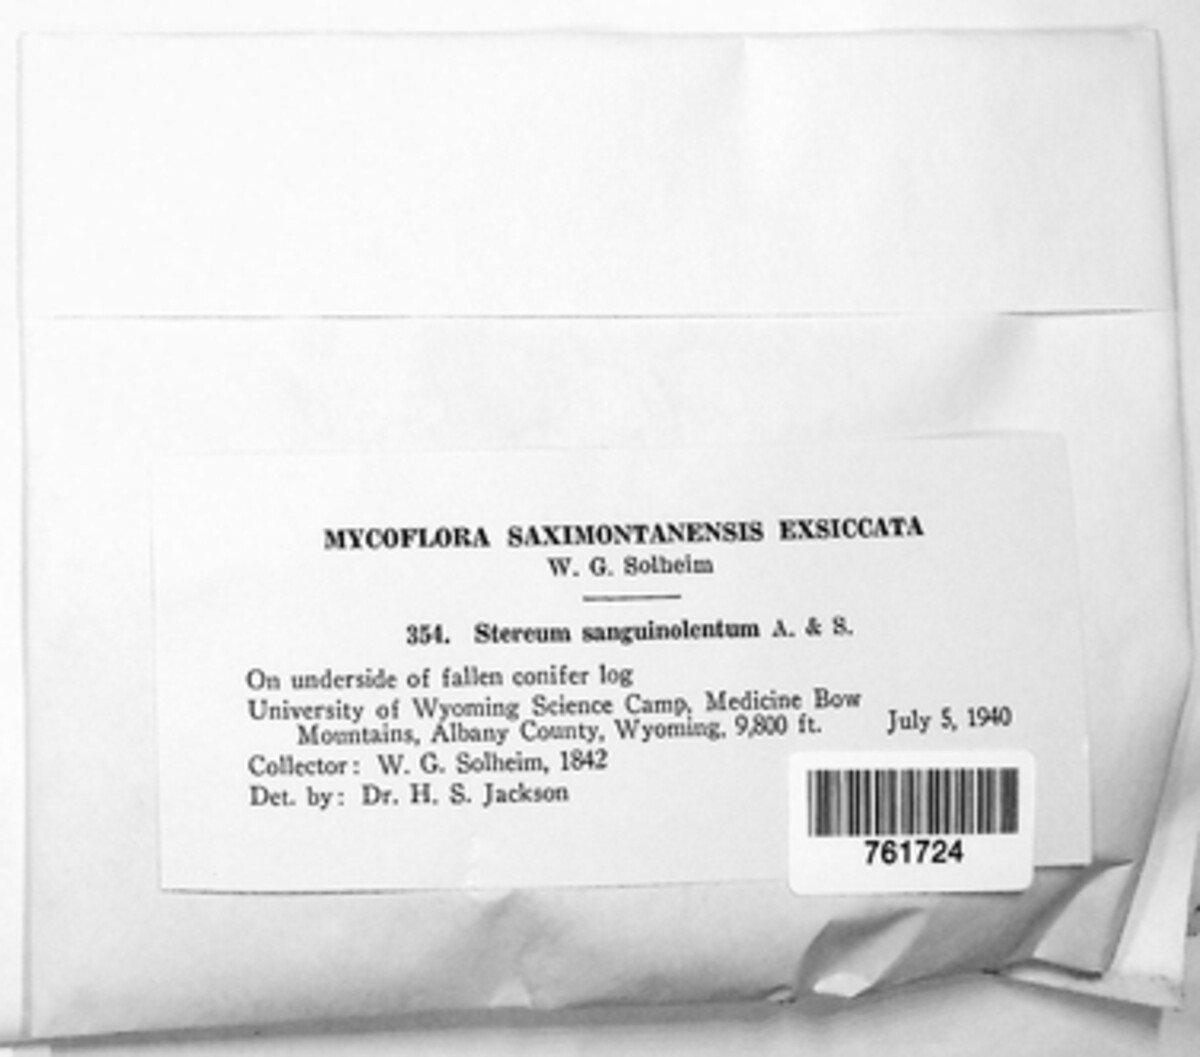 MYCOFLORA SAXIMONTANENSIS EXSICCATA
W. G. Solheim
354. Stereum sanguinolentum A. & S.
On underside of fallen conifer log
University of Wyoming Science Camp, Medicine Bow
Mountains, Albany County, Wyoming, 9,800 ft. July 5, 1940
Collector: W. G. Solheim, 1842
Det. by: Dr. H. S. Jackson
761724